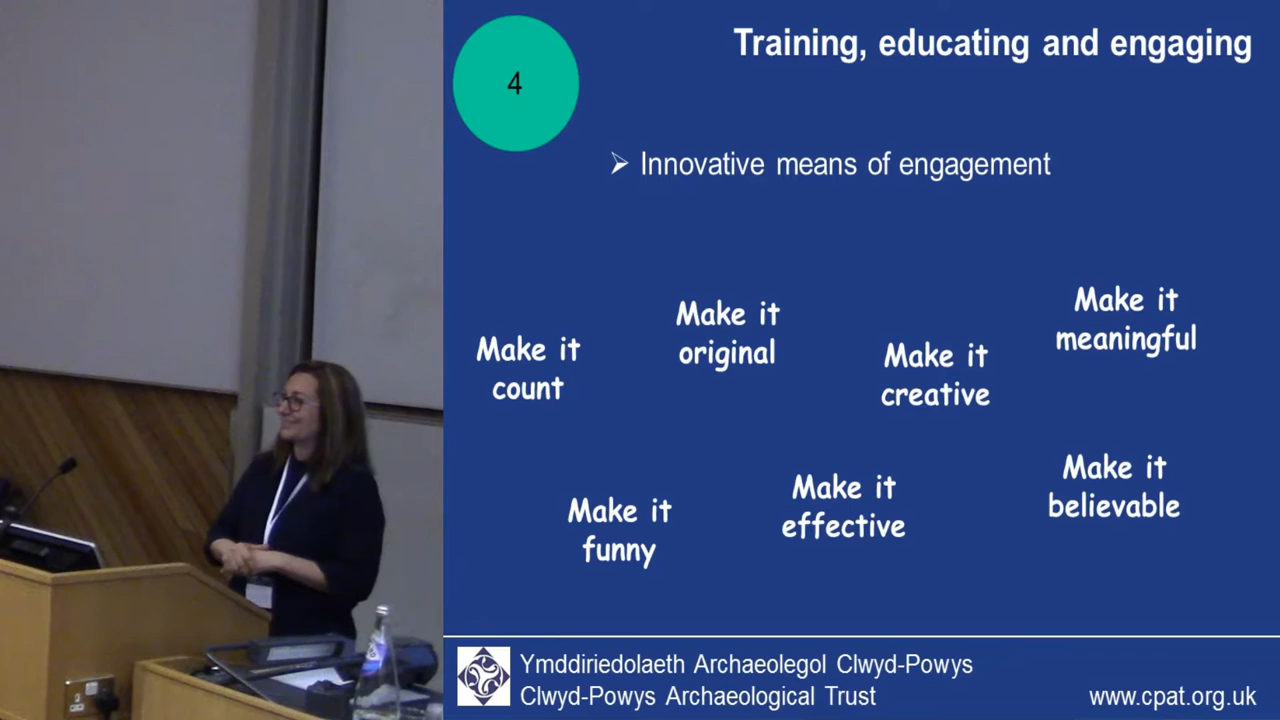 4
Training, educating and engaging
Innovative means of engagement
Make it
count
Make it
original
Make it
creative
Make it
meaningful
Make it
funny
Make it
effective
Make it
believable
Ymddiriedolaeth Archaeolegol Clwyd-Powys
Clwyd-Powys Archaeological Trust
www.cpat.org.uk